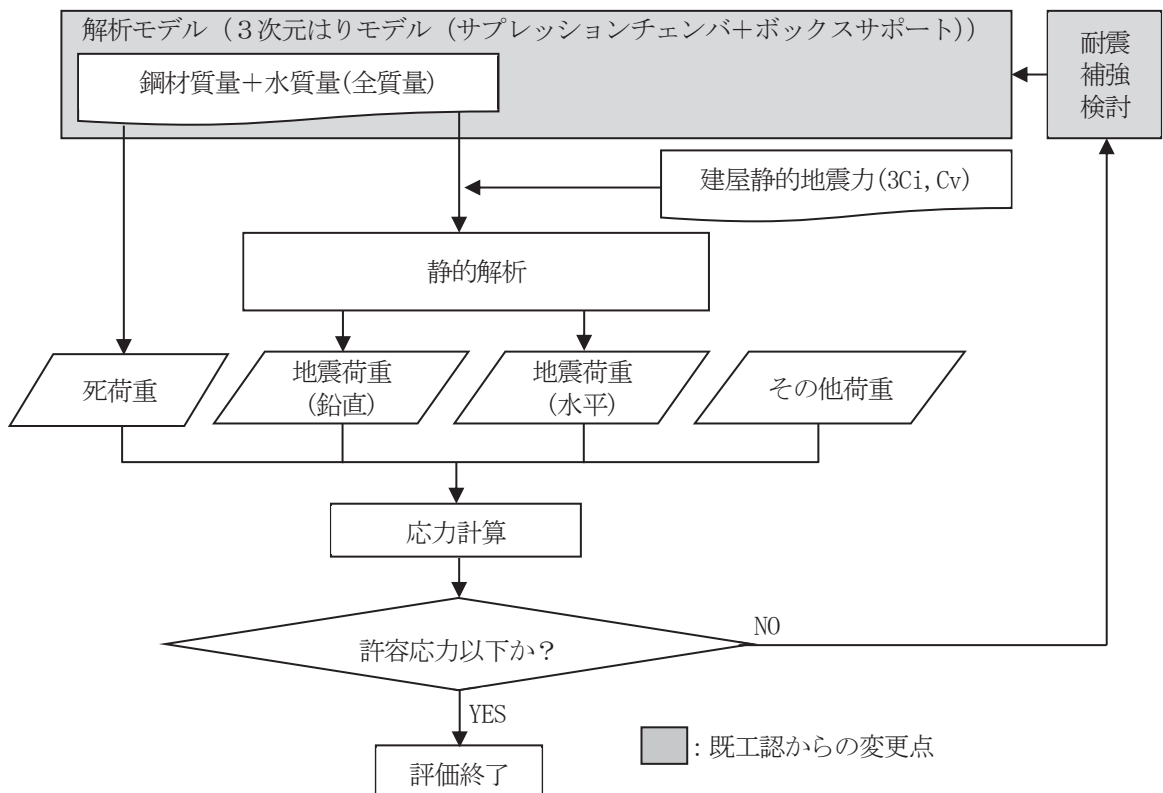 解析モデル（３次元はりモデル（サプレッションチェンバ＋ボックスサポート））
鋼材質量＋水質量(全質量)
耐震
補強
検討
建屋静的地震力(3Ci,Cv)
静的解析
死荷重
地震荷重
(鉛直)
地震荷重
(水平)
その他荷重
応力計算
許容応力以下か？
NO
YES
：既工認からの変更点
評価終了